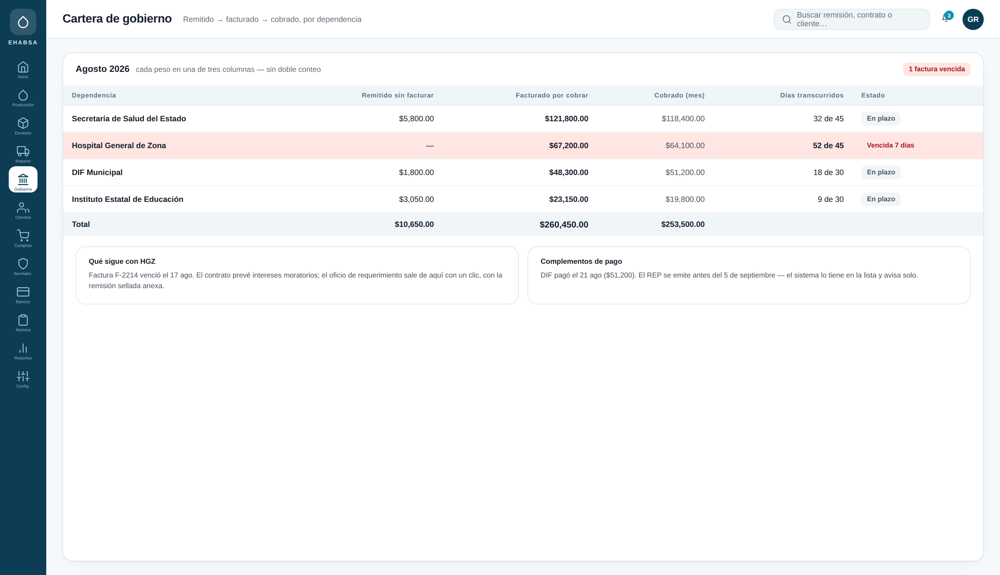 EHABSA
Inicio
Producción
Envases
Reparto
Gobierno
Clientes
Compras
Normativ.
Bancos
Nómina
Reportes
Config.
Cartera de gobierno Remitido → facturado → cobrado, por dependencia
Buscar remisión, contrato o
cliente…
3
GR
Agosto 2026 cada peso en una de tres columnas — sin doble conteo 1 factura vencida
Dependencia Remitido sin facturar Facturado por cobrar Cobrado (mes) Días transcurridos Estado
Secretaría de Salud del Estado $5,800.00 $121,800.00 $118,400.00 32 de 45 En plazo
Hospital General de Zona — $67,200.00 $64,100.00 52 de 45 Vencida 7 días
DIF Municipal $1,800.00 $48,300.00 $51,200.00 18 de 30 En plazo
Instituto Estatal de Educación $3,050.00 $23,150.00 $19,800.00 9 de 30 En plazo
Total $10,650.00 $260,450.00 $253,500.00
Qué sigue con HGZ
Factura F-2214 venció el 17 ago. El contrato prevé intereses moratorios; el oficio de requerimiento sale de aquí con un clic, con la
remisión sellada anexa.
Complementos de pago
DIF pagó el 21 ago ($51,200). El REP se emite antes del 5 de septiembre — el sistema lo tiene en la lista y avisa solo.